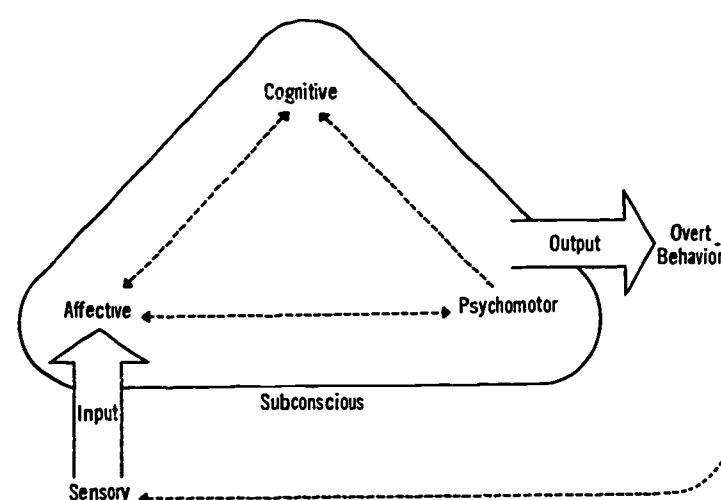 Cognitive
Output
Overt
Behavior
Affective
Psychomotor
Input
Subconscious
Sensory